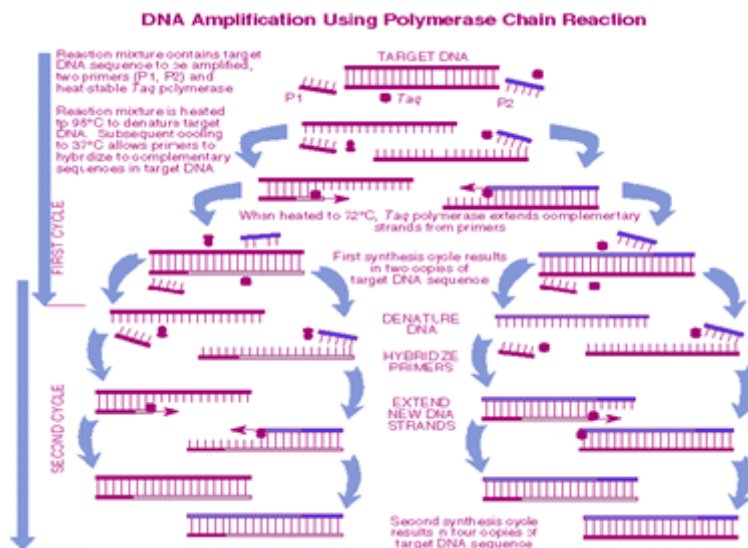 DNA Amplification Using Polymerase Chain Reaction
Reaction mixture contains target
DNA sequence to be amplified,
two primers (P1, P2) and
heat-stable Taq polymerase
TARGET DNA
P1
Taq
P2
Reaction mixture is heated
to 95°C to denature target
DNA. Subsequent cooling
to 37°C allows primers to
hybridize to complementary
sequences in target DNA
When heated to 72°C, Taq polymerase extends complementary
strands from primers
FIRST CYCLE
First synthesis cycle results
in two copies of
target DNA sequence
DENATURE
DNA
HYBRIDZE
PRIMERS
EXTEND
NEW DNA
STRANDS
SECOND CYCLE
Second synthesis cycle
results in four copies of
target DNA sequence